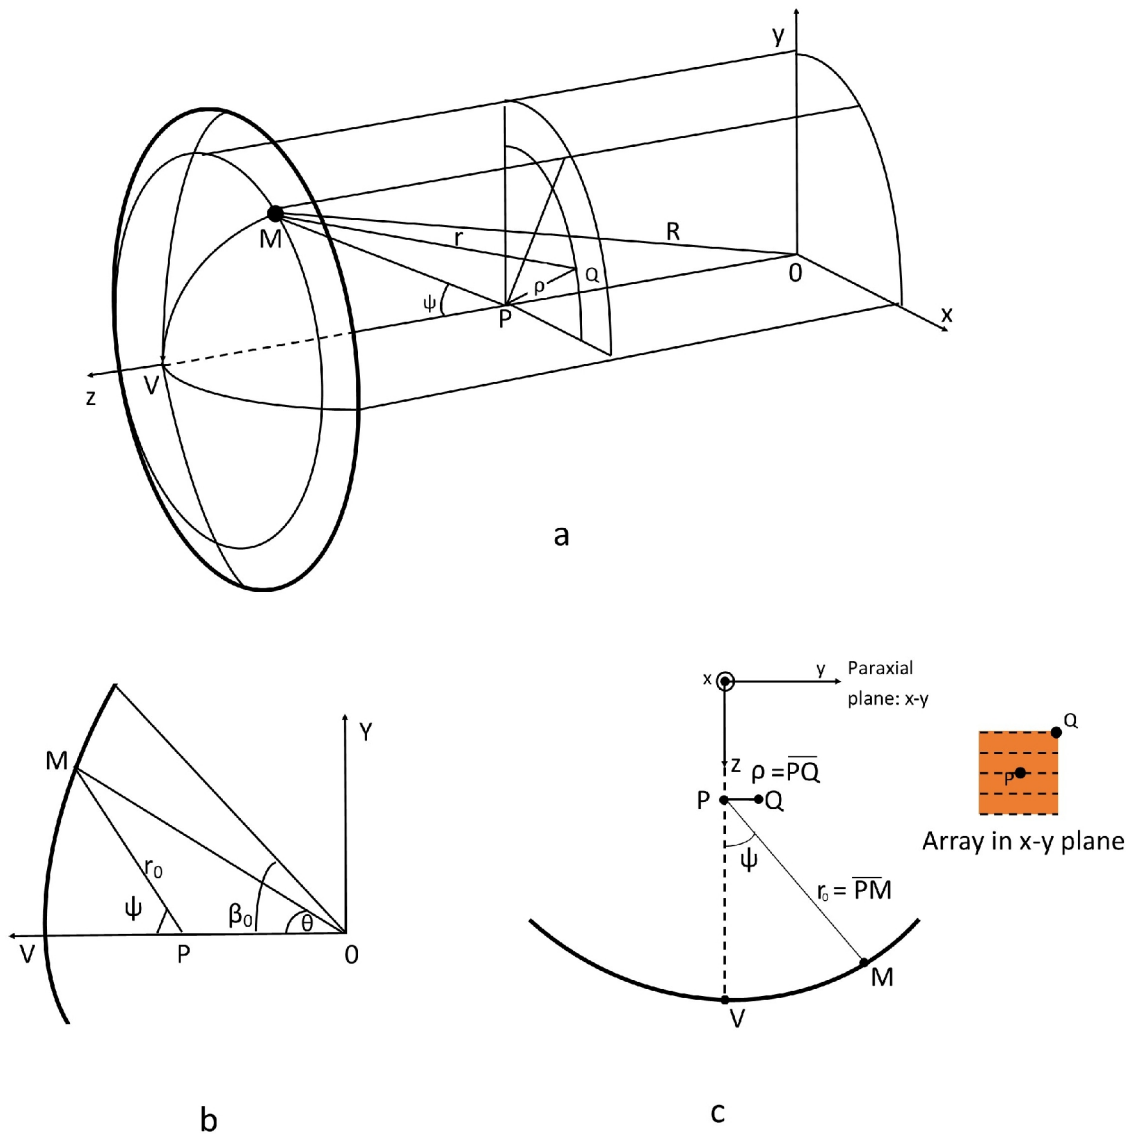 y
M
r
R
Q
ρ
ψ
P
0
x
V
z
a
Y
M
r0
ψ
β0
θ
V
P
0
b
x
y
Paraxial
plane: x-y
z
ρ =PQ
P
Q
ψ
r0 = PM
M
V
Q
P
Array in x-y plane
c